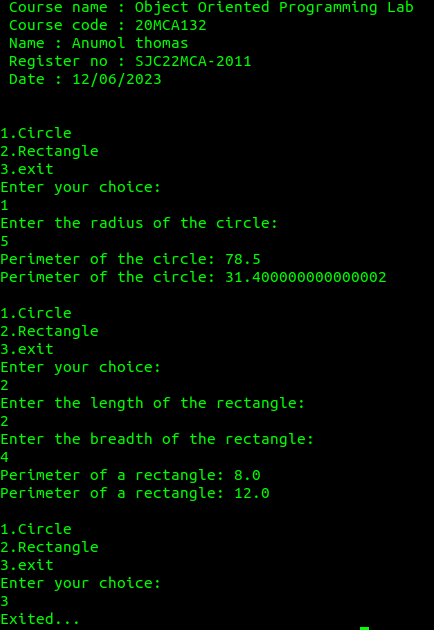 Course name : Object Oriented Programming Lab
Course code : 20MCA132
Name : Anumol thomas
Register no : SJC22MCA-2011
Date : 12/06/2023
1.Circle
2.Rectangle
3.exit
Enter your choice:
1
Enter the radius of the circle:
5
Perimeter of the circle: 78.5
Perimeter of the circle: 31.400000000000002
1.Circle
2.Rectangle
3.exit
Enter your choice:
2
Enter the length of the rectangle:
2
Enter the breadth of the rectangle:
4
Perimeter of a rectangle: 8.0
Perimeter of a rectangle: 12.0
1.Circle
2.Rectangle
3.exit
Enter your choice:
3
Exited...